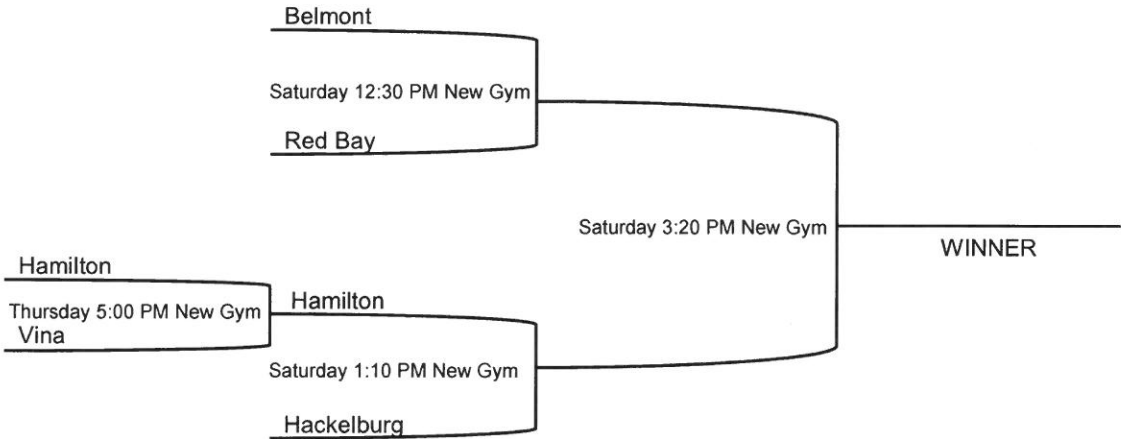 Belmont
Saturday 12:30 PM New Gym
Red Bay
Saturday 3:20 PM New Gym
WINNER
Hamilton
Thursday 5:00 PM New Gym
Vina
Hamilton
Saturday 1:10 PM New Gym
Hackelburg